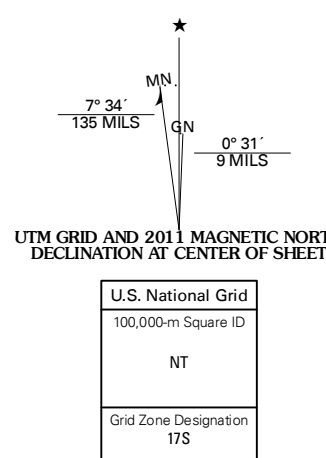 ★
MN.
GN
7° 34´
135 MILS
0° 31´
9 MILS
UTM GRID AND 2011 MAGNETIC NORT
DECLINATION AT CENTER OF SHEET
U.S. National Grid
100,000-m Square ID
NT
Grid Zone Designation
17S